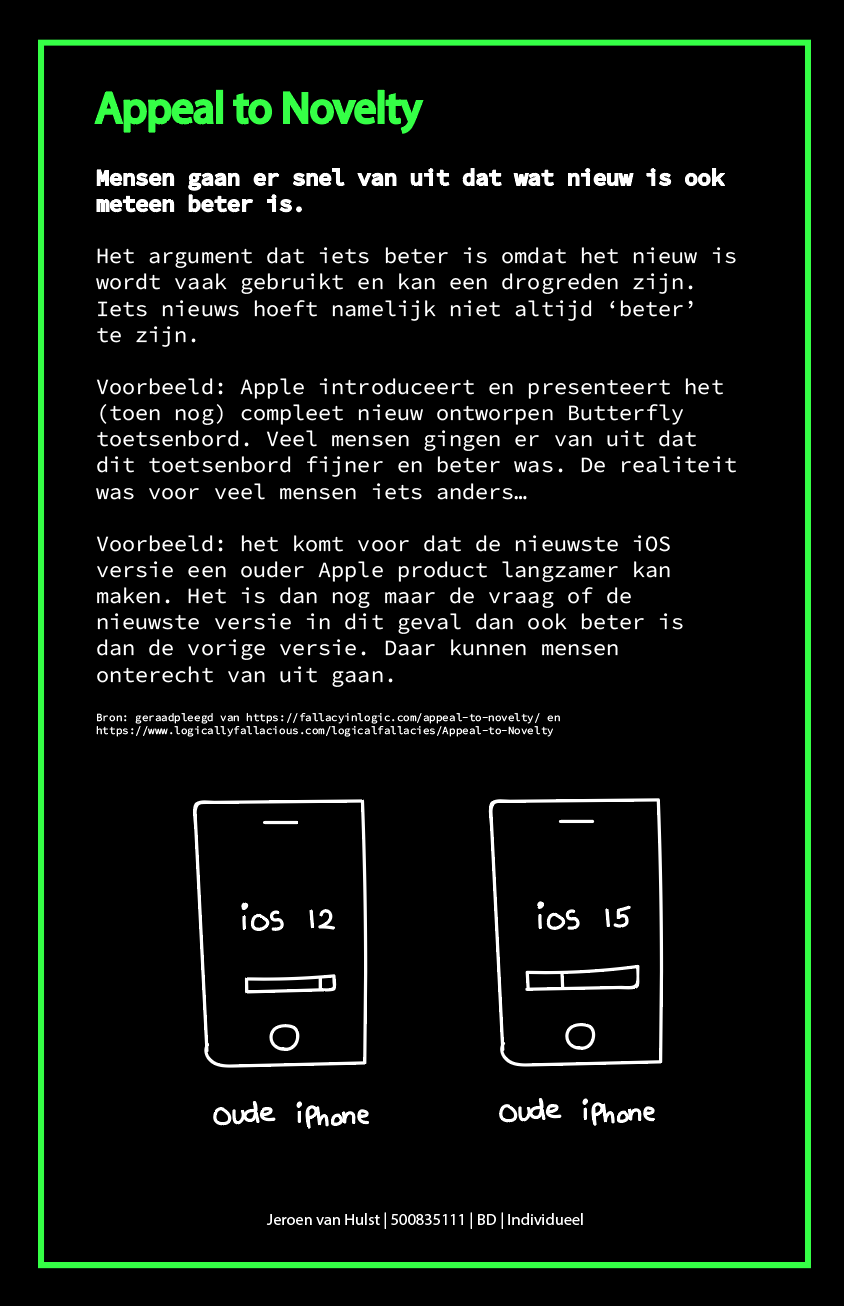 Appeal to Novelty
Mensen gaan er snel van uit dat wat nieuw is ook
meteen beter is.
Het argument dat iets beter is omdat het nieuw is
wordt vaak gebruikt en kan een drogreden zijn.
Iets nieuws hoeft namelijk niet altijd ‘beter’
te zijn.
Voorbeeld: Apple introduceert en presenteert het
(toen nog) compleet nieuw ontworpen Butterfly
toetsenbord. Veel mensen gingen er van uit dat
dit toetsenbord fijner en beter was. De realiteit
was voor veel mensen iets anders…
Voorbeeld: het komt voor dat de nieuwste iOS
versie een ouder Apple product langzamer kan
maken. Het is dan nog maar de vraag of de
nieuwste versie in dit geval dan ook beter is
dan de vorige versie. Daar kunnen mensen
onterecht van uit gaan.
Bron: geraadpleegd van https://fallacyinlogic.com/appeal-to-novelty/ en
https://www.logicallyfallacious.com/logicalfallacies/Appeal-to-Novelty
iOS 12
iOS 15
Oude iPhone
Oude iPhone
Jeroen van Hulst | 500835111 | BD | Individueel